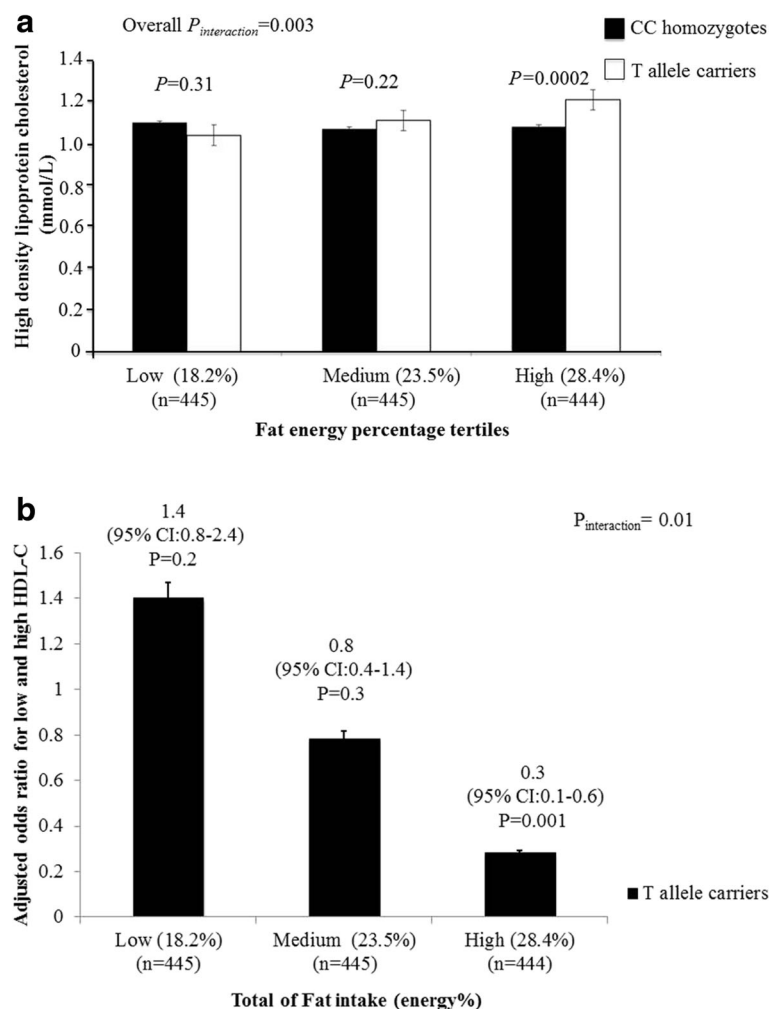 a
Overall Pinteraction=0.003
CC homozygotes
T allele carriers
High density lipoprotein cholesterol
(mmol/L)
1.4
1.2
1.0
0.8
0.6
0.4
0.2
0
P=0.31
P=0.22
P=0.0002
Low (18.2%)
(n=445)
Medium (23.5%)
(n=445)
High (28.4%)
(n=444)
Fat energy percentage tertiles
b
Pinteraction= 0.01
Adjusted odds ratio for low and high HDL-C
1.6
1.4
1.2
1
0.8
0.6
0.4
0.2
0
1.4
(95% CI:0.8-2.4)
P=0.2
0.8
(95% CI:0.4-1.4)
P=0.3
0.3
(95% CI:0.1-0.6)
P=0.001
T allele carriers
Low (18.2%)
(n=445)
Medium (23.5%)
(n=445)
High (28.4%)
(n=444)
Total of Fat intake (energy%)